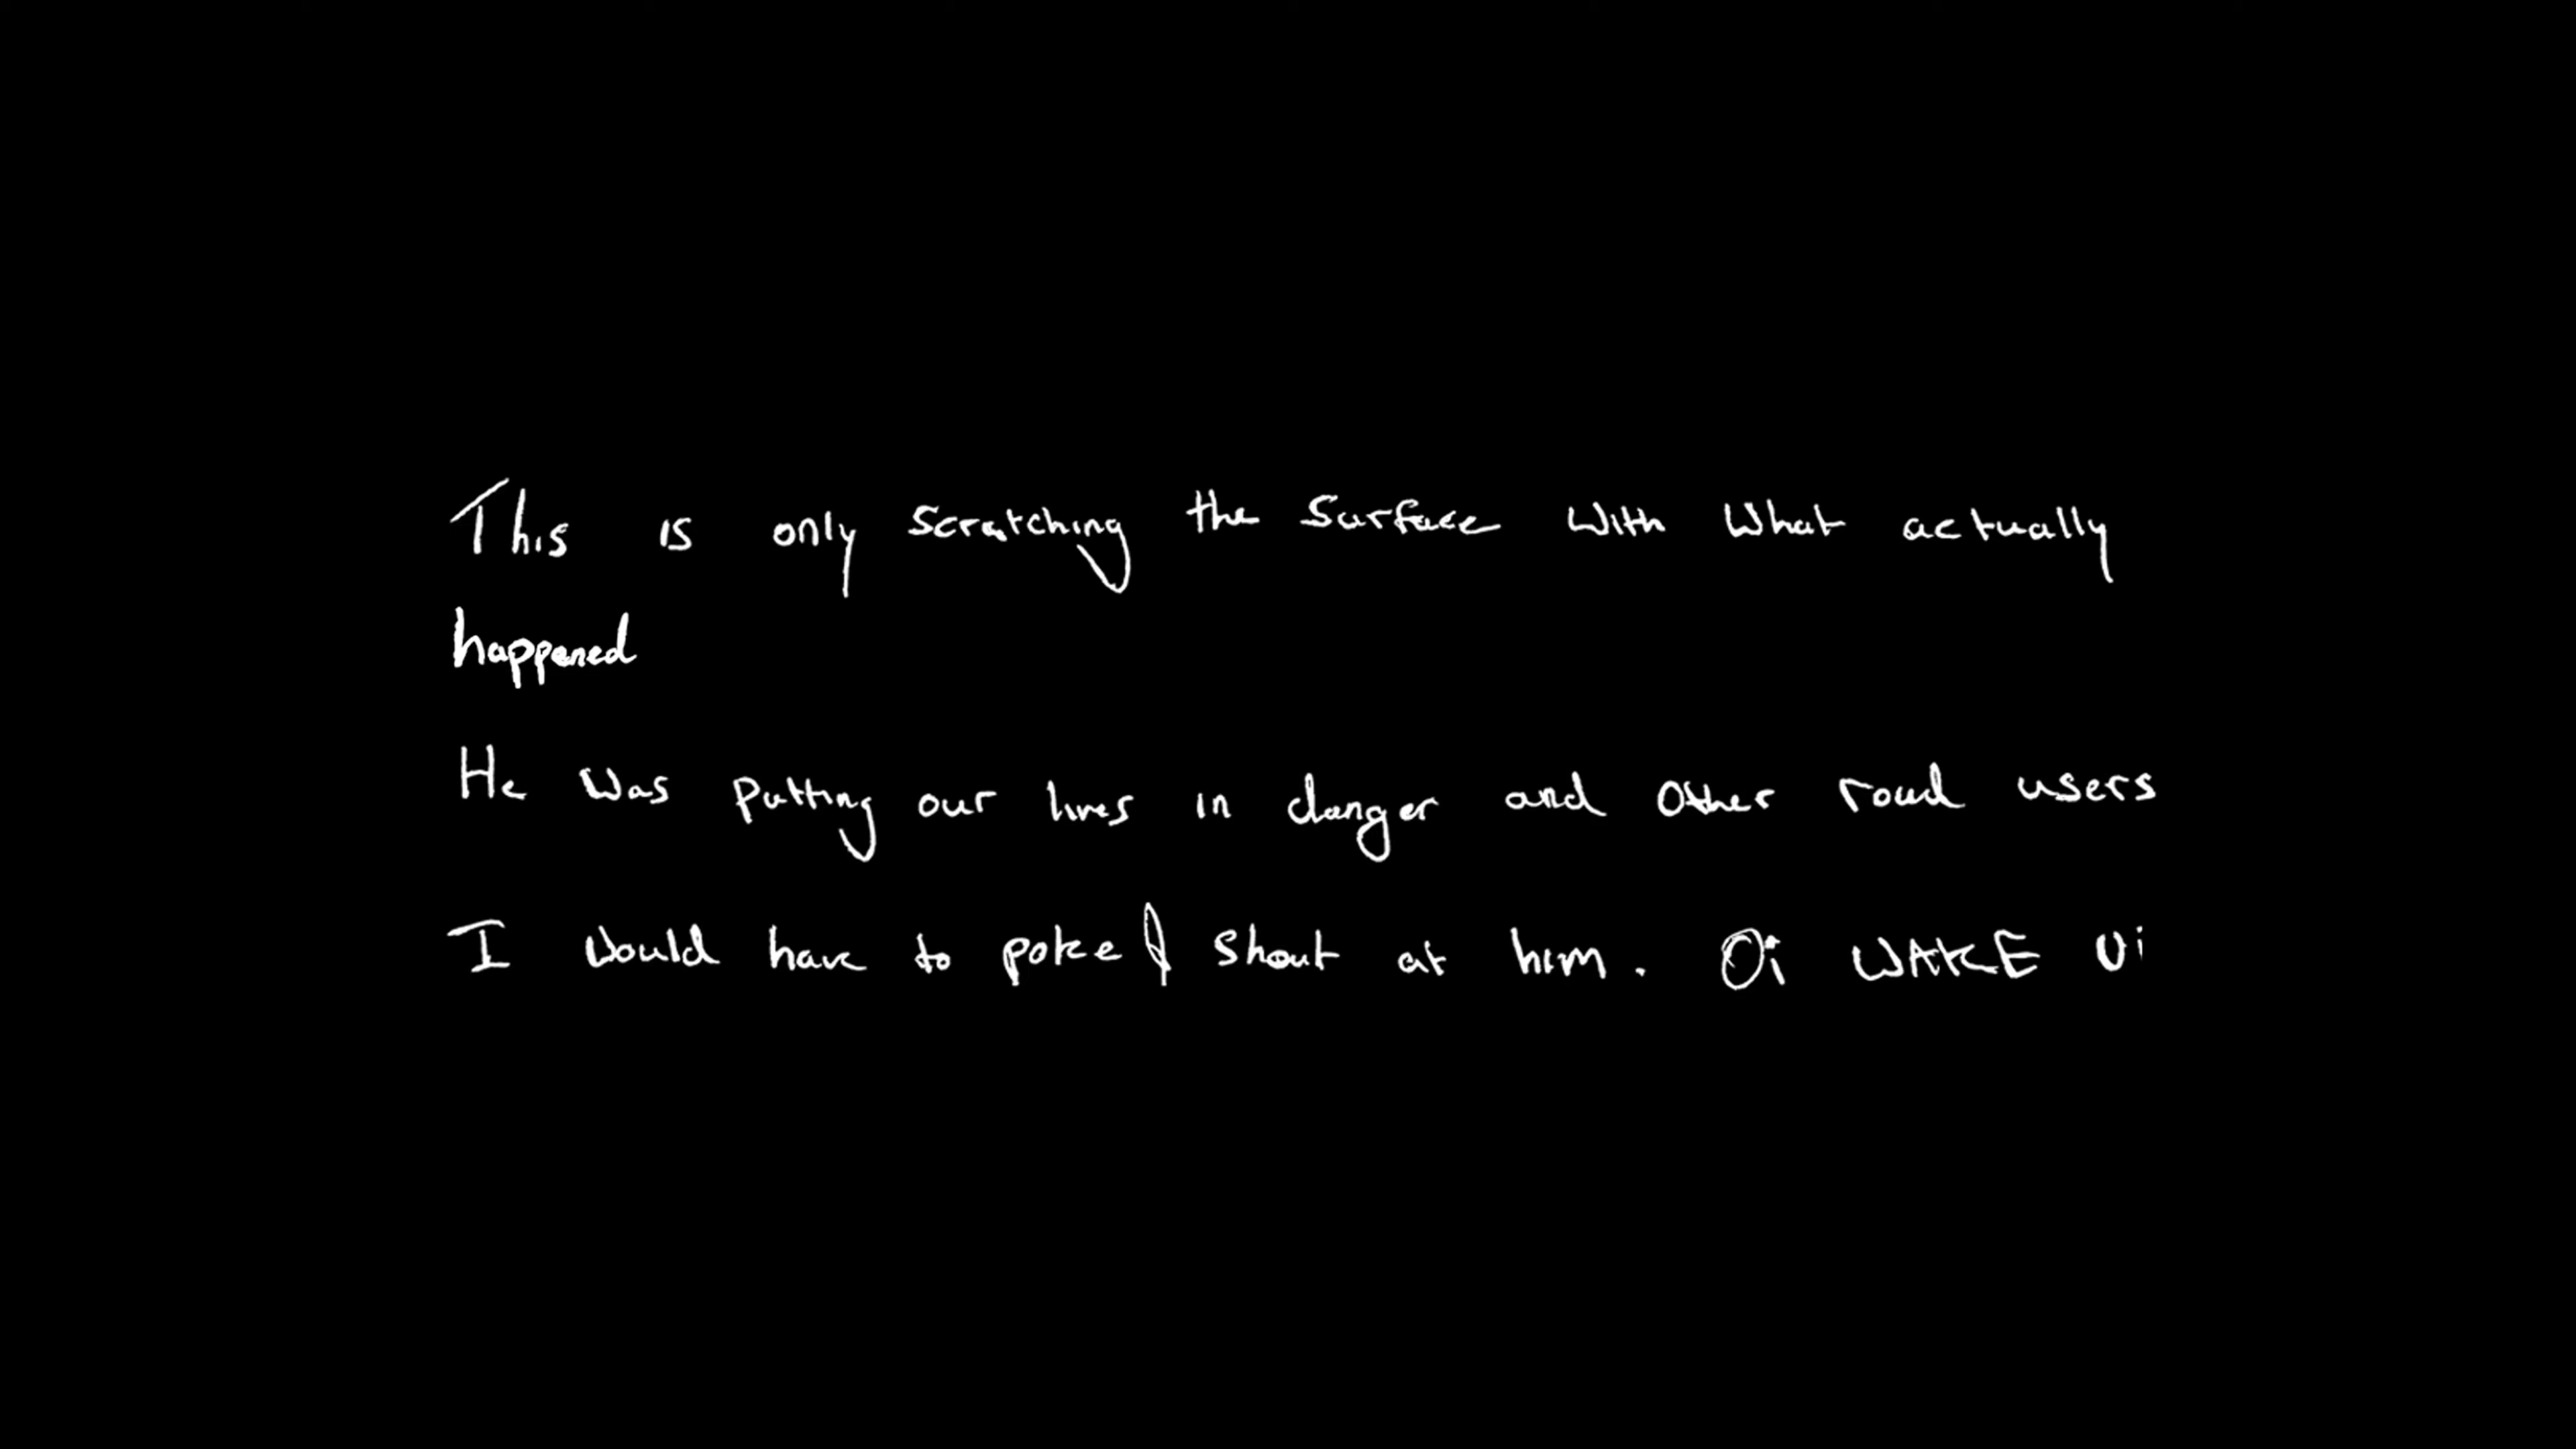 This is only scratching the surface with what actually
happened
He was putting our lives in danger and other road users
I would have to poke & shout at him. Oi WAKE